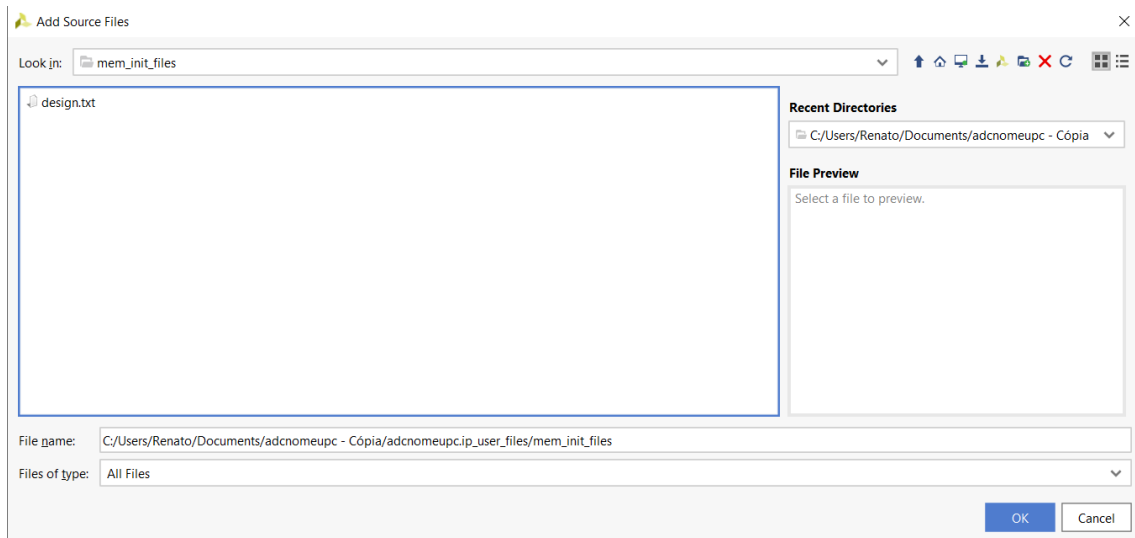 Add Source Files
Look in: mem_init_files
design.txt
Recent Directories
C:/Users/Renato/Documents/adcnomeupc - Cópia
File Preview
Select a file to preview.
File name: C:/Users/Renato/Documents/adcnomeupc - Cópia/adcnomeupc.ip_user_files/mem_init_files
Files of type: All Files
OK Cancel